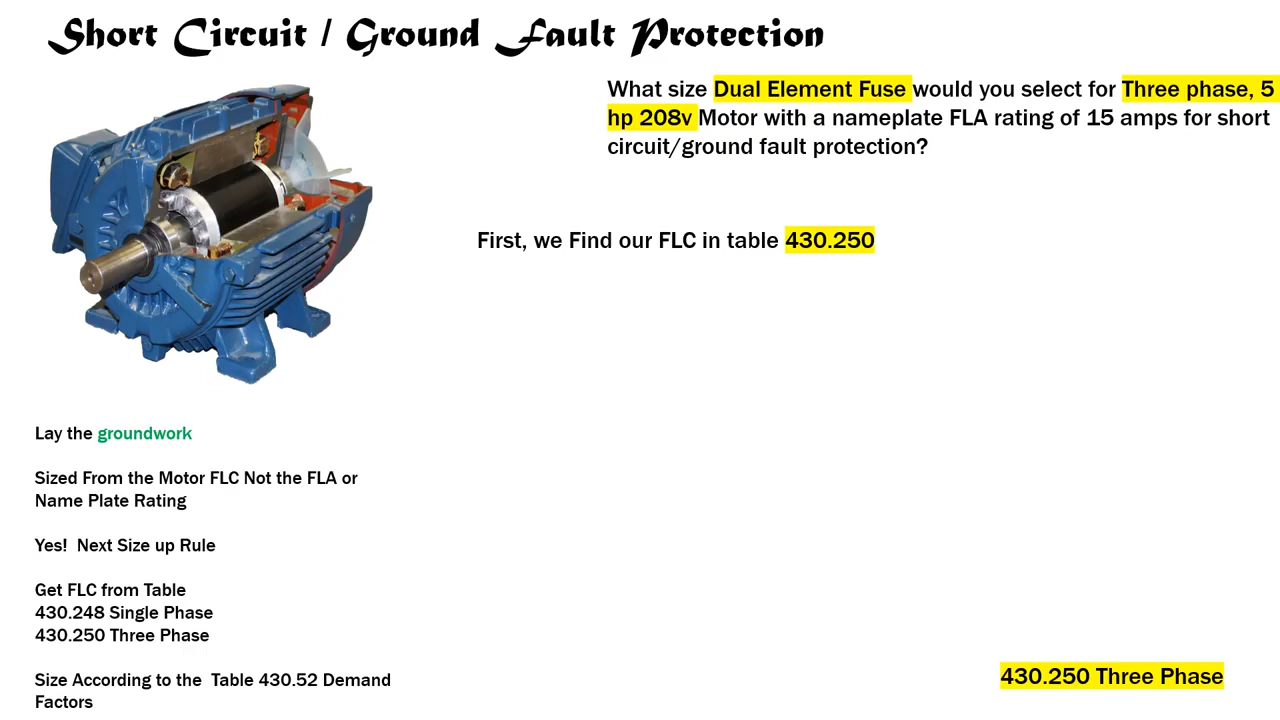 Short Circuit / Ground Fault Protection
What size Dual Element Fuse would you select for Three phase, 5
hp 208v Motor with a nameplate FLA rating of 15 amps for short
circuit/ground fault protection?
First, we Find our FLC in table 430.250
Lay the groundwork
Sized From the Motor FLC Not the FLA or
Name Plate Rating
Yes!  Next Size up Rule
Get FLC from Table
430.248 Single Phase
430.250 Three Phase
Size According to the  Table 430.52 Demand
Factors
430.250 Three Phase